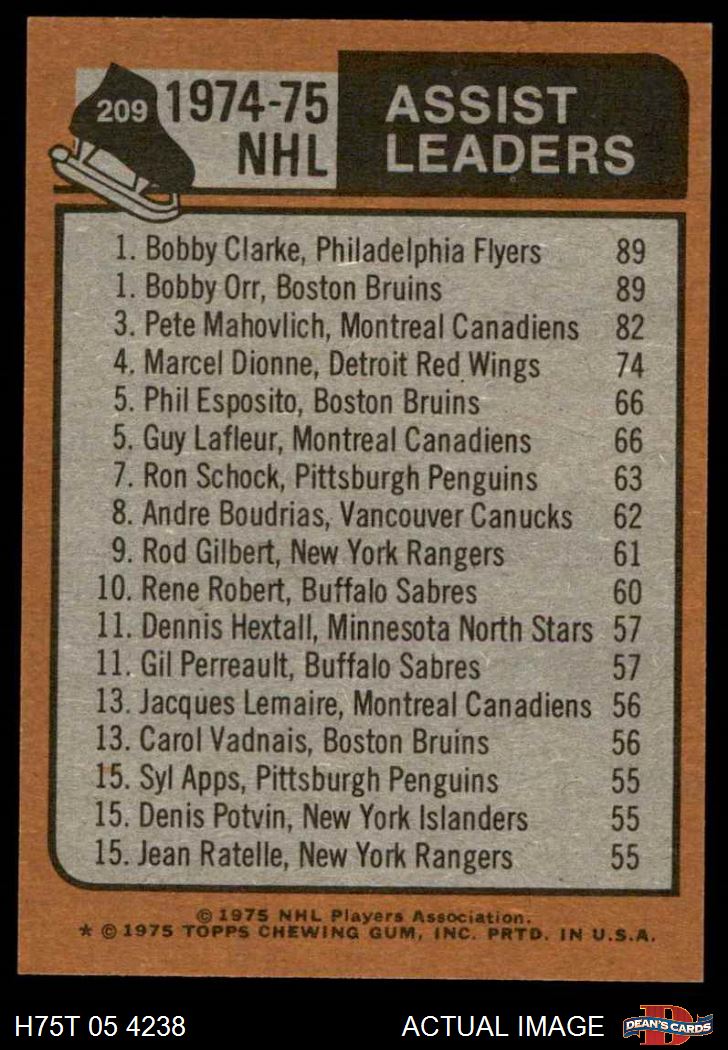 209 1974-75 NHL
ASSIST LEADERS
1. Bobby Clarke, Philadelphia Flyers 89
1. Bobby Orr, Boston Bruins 89
3. Pete Mahovlich, Montreal Canadiens 82
4. Marcel Dionne, Detroit Red Wings 74
5. Phil Esposito, Boston Bruins 66
5. Guy Lafleur, Montreal Canadiens 66
7. Ron Schock, Pittsburgh Penguins 63
8. Andre Boudrias, Vancouver Canucks 62
9. Rod Gilbert, New York Rangers 61
10. Rene Robert, Buffalo Sabres 60
11. Dennis Hextall, Minnesota North Stars 57
11. Gil Perreault, Buffalo Sabres 57
13. Jacques Lemaire, Montreal Canadiens 56
13. Carol Vadnais, Boston Bruins 56
15. Syl Apps, Pittsburgh Penguins 55
15. Denis Potvin, New York Islanders 55
15. Jean Ratelle, New York Rangers 55
© 1975 NHL Players Association.
* © 1975 TOPPS CHEWING GUM, INC. PRTD. IN U.S.A.
H75T 05 4238 ACTUAL IMAGE D DEAN'S CARDS